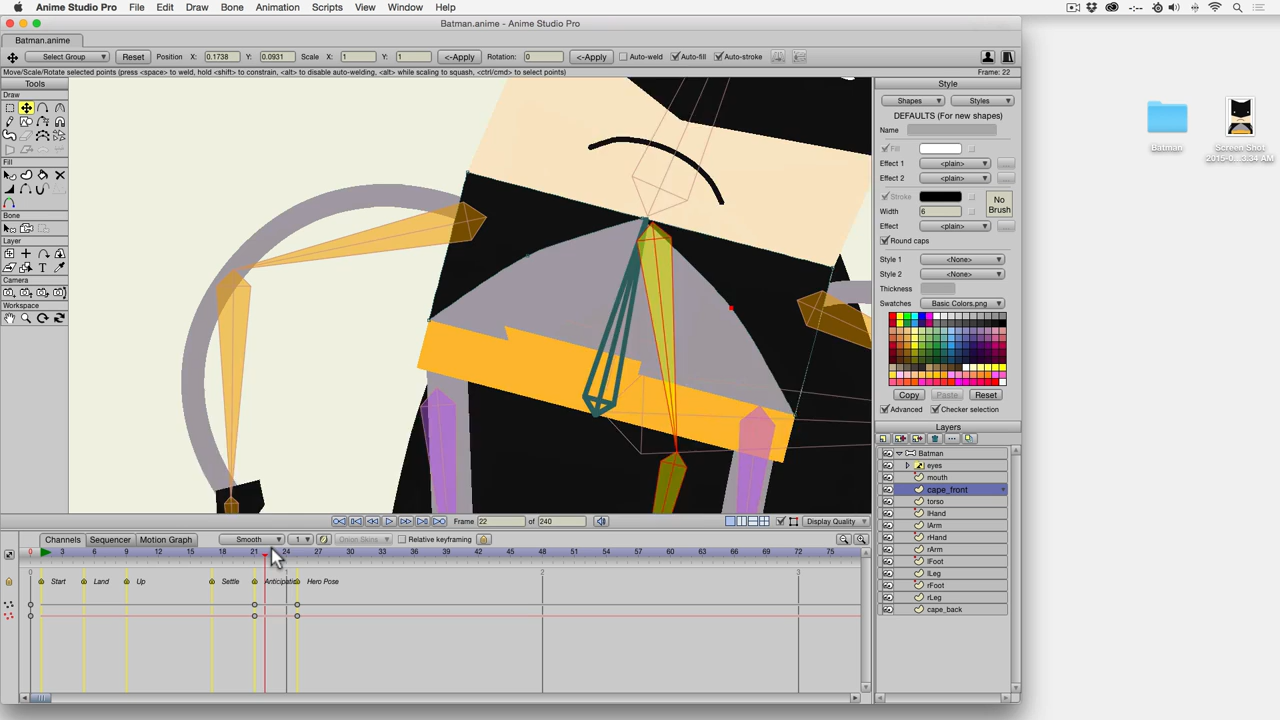 Anime Studio Pro File Edit Draw Bone Animation Scripts View Window Help
Batman.anime - Anime Studio Pro
Batman.anime
Select Group Reset Position X: 0.1738 Y: 0.0931 Scale X: 1 Y: 1 <-Apply Rotation: 0 <-Apply Auto-weld Auto-fill Auto-stroke
Move/Scale/Rotate selected points (press <space> to weld, hold <shift> to constrain, <alt> to disable auto-welding, <alt> while scaling to squash, <ctrl/cmd> to select points) Frame: 22
Tools
Draw
Fill
Bone
Layer
Camera
Workspace
Style
Shapes Styles
DEFAULTS (For new shapes)
Name
Fill
Effect 1 <plain> ...
Effect 2 <plain> ...
Stroke
Width 6
No Brush
Effect <plain> ...
Round caps
Style 1 <None>
Style 2 <None>
Thickness
Swatches Basic Colors.png
Copy Paste Reset
Advanced Checker selection
Layers
Batman
eyes
mouth
cape_front
torso
lHand
lArm
rHand
rArm
lFoot
lLeg
rFoot
rLeg
cape_back
Batman
Screen Shot
2015-0...3.34 AM
Frame 22 of 240 Display Quality
Channels Sequencer Motion Graph Smooth 1 Onion Skins Relative keyframing
0 3 6 9 12 15 18 21 24 27 30 33 36 39 42 45 48 51 54 57 60 63 66 69 72 75
0 1 2 3
Start Land Up Settle Anticipatio Hero Pose